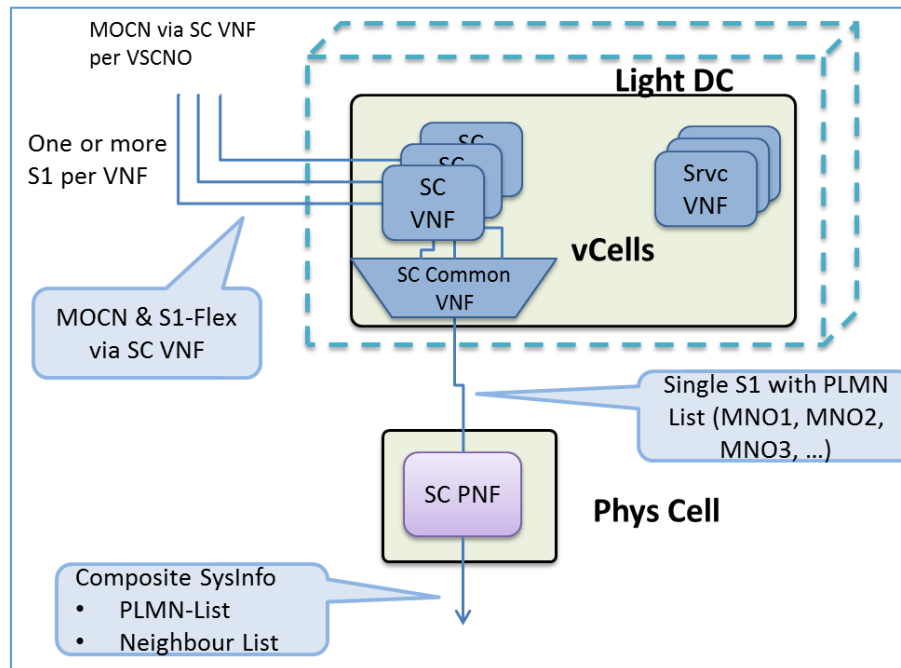 MOCN via SC VNF
per VSCNO
Light DC
One or more
S1 per VNF
SC
SC
SC
VNF
Srvc
VNF
vCells
SC Common
VNF
MOCN & S1-Flex
via SC VNF
Single S1 with PLMN
List (MNO1, MNO2,
MNO3, ...)
SC PNF
Phys Cell
Composite SysInfo
• PLMN-List
• Neighbour List